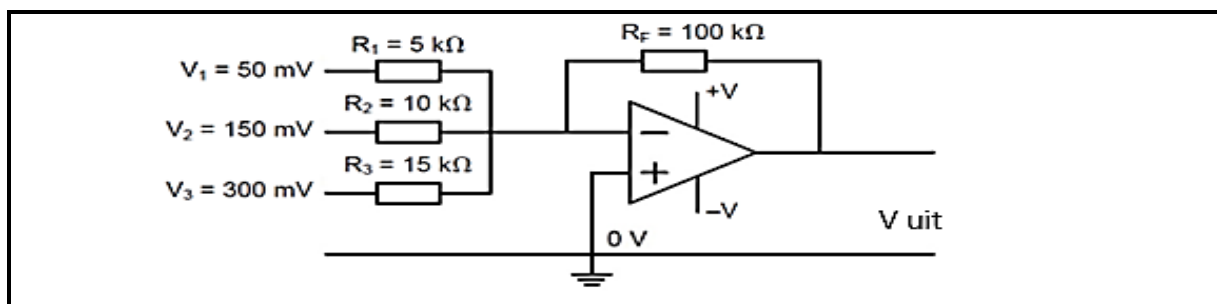 R₁ = 5 kΩ
R_F = 100 kΩ
V₁ = 50 mV
+V
R₂ = 10 kΩ
V₂ = 150 mV
−
R₃ = 15 kΩ
+
V₃ = 300 mV
−V
V uit
0 V